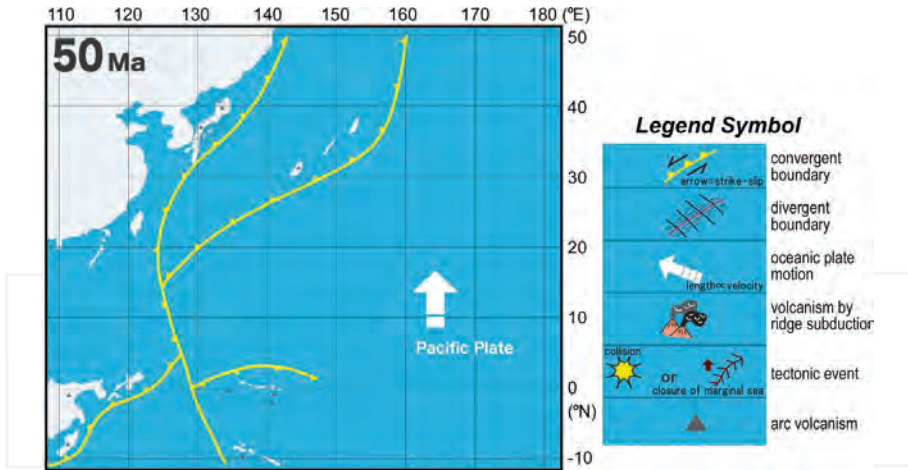 110 120 130 140 150 160 170 180 (°E)
50 Ma
50
40
30
20
10
0
(°N)
-10
Pacific Plate
Legend Symbol
arrow=strike-slip
convergent
boundary
divergent
boundary
oceanic plate
motion
length∝velocity
volcanism by
ridge subduction
collision
or
closure of marginal sea
tectonic event
arc volcanism